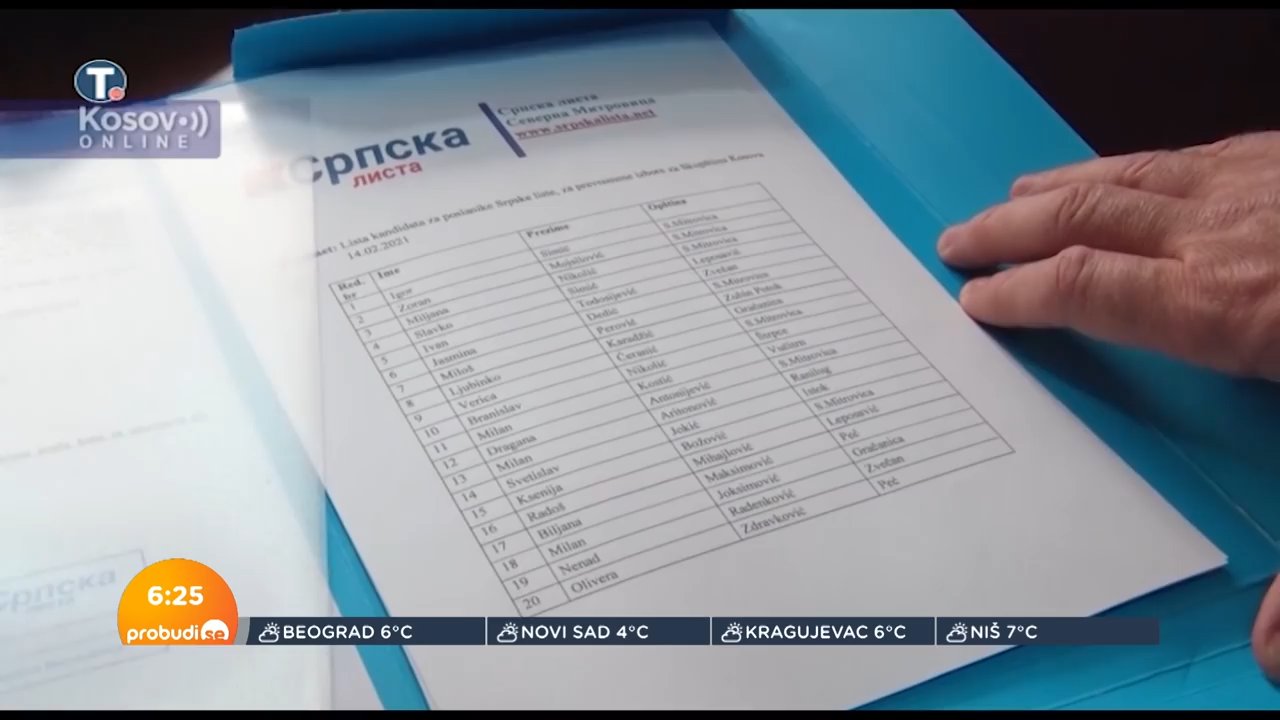 T.
Kosovo
ONLINE
Српска
листа
Српска листа
Северна Митровица
www.srpskalista.net
Lista kandidata za poslanike Srpske liste, za prevremene izbore za Skupštinu Kosova
14.02.2021
Red. br Ime Prezime Opština
1 Igor Simić S.Mitrovica
2 Zoran Mojsilović S.Mitrovica
3 Miljana Nikolić S.Mitrovica
4 Slavko Simić Leposavić
5 Ivan Todosijević Zvečan
6 Jasmina Dedić S.Mitrovica
7 Miloš Perović Zubin Potok
8 Ljubinko Karadžić Gračanica
9 Verica Čeranić S.Mitrovica
10 Branislav Nikolić Štrpce
11 Milan Kostić Vučitrn
12 Dragana Antonijević S.Mitrovica
13 Milan Aritonović Ranilug
14 Svetislav Jokić Istok
15 Ksenija Božović S.Mitrovica
16 Radoš Mihajlović Leposavić
17 Biljana Maksimović Peć
18 Milan Joksimović Gračanica
19 Nenad Radenković Zvečan
20 Olivera Zdravković Peć
Српска
6:25
probudi se
BEOGRAD 6°C
NOVI SAD 4°C
KRAGUJEVAC 6°C
NIŠ 7°C